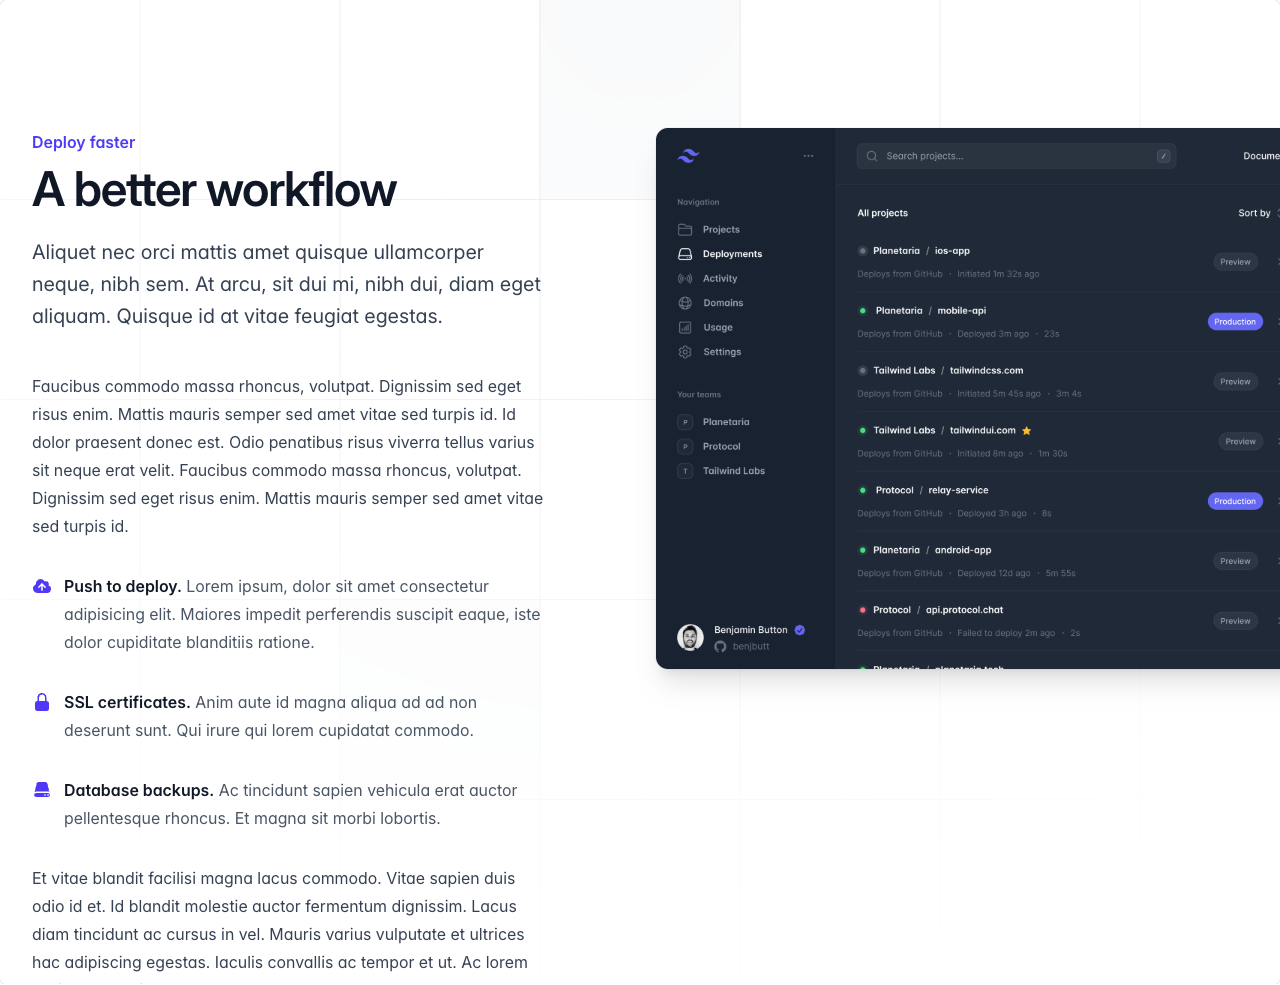 Deploy faster
A better workflow
Aliquet nec orci mattis amet quisque ullamcorper
neque, nibh sem. At arcu, sit dui mi, nibh dui, diam eget
aliquam. Quisque id at vitae feugiat egestas.
Faucibus commodo massa rhoncus, volutpat. Dignissim sed eget
risus enim. Mattis mauris semper sed amet vitae sed turpis id. Id
dolor praesent donec est. Odio penatibus risus viverra tellus varius
sit neque erat velit. Faucibus commodo massa rhoncus, volutpat.
Dignissim sed eget risus enim. Mattis mauris semper sed amet vitae
sed turpis id.
Push to deploy. Lorem ipsum, dolor sit amet consectetur
adipisicing elit. Maiores impedit perferendis suscipit eaque, iste
dolor cupiditate blanditiis ratione.
SSL certificates. Anim aute id magna aliqua ad ad non
deserunt sunt. Qui irure qui lorem cupidatat commodo.
Database backups. Ac tincidunt sapien vehicula erat auctor
pellentesque rhoncus. Et magna sit morbi lobortis.
Et vitae blandit facilisi magna lacus commodo. Vitae sapien duis
odio id et. Id blandit molestie auctor fermentum dignissim. Lacus
diam tincidunt ac cursus in vel. Mauris varius vulputate et ultrices
hac adipiscing egestas. Iaculis convallis ac tempor et ut. Ac lorem
Navigation
Projects
Deployments
Activity
Domains
Usage
Settings
Your teams
P Planetaria
P Protocol
T Tailwind Labs
Benjamin Button
benjbutt
Search projects... /
Docume
All projects
Sort by
Planetaria / ios-app
Deploys from GitHub · Initiated 1m 32s ago
Preview
Planetaria / mobile-api
Deploys from GitHub · Deployed 3m ago · 23s
Production
Tailwind Labs / tailwindcss.com
Deploys from GitHub · Initiated 5m 45s ago · 3m 4s
Preview
Tailwind Labs / tailwindui.com
Deploys from GitHub · Initiated 8m ago · 1m 30s
Preview
Protocol / relay-service
Deploys from GitHub · Deployed 3h ago · 8s
Production
Planetaria / android-app
Deploys from GitHub · Deployed 12d ago · 5m 55s
Preview
Protocol / api.protocol.chat
Deploys from GitHub · Failed to deploy 2m ago · 2s
Preview
Planetaria / planetaria.tech